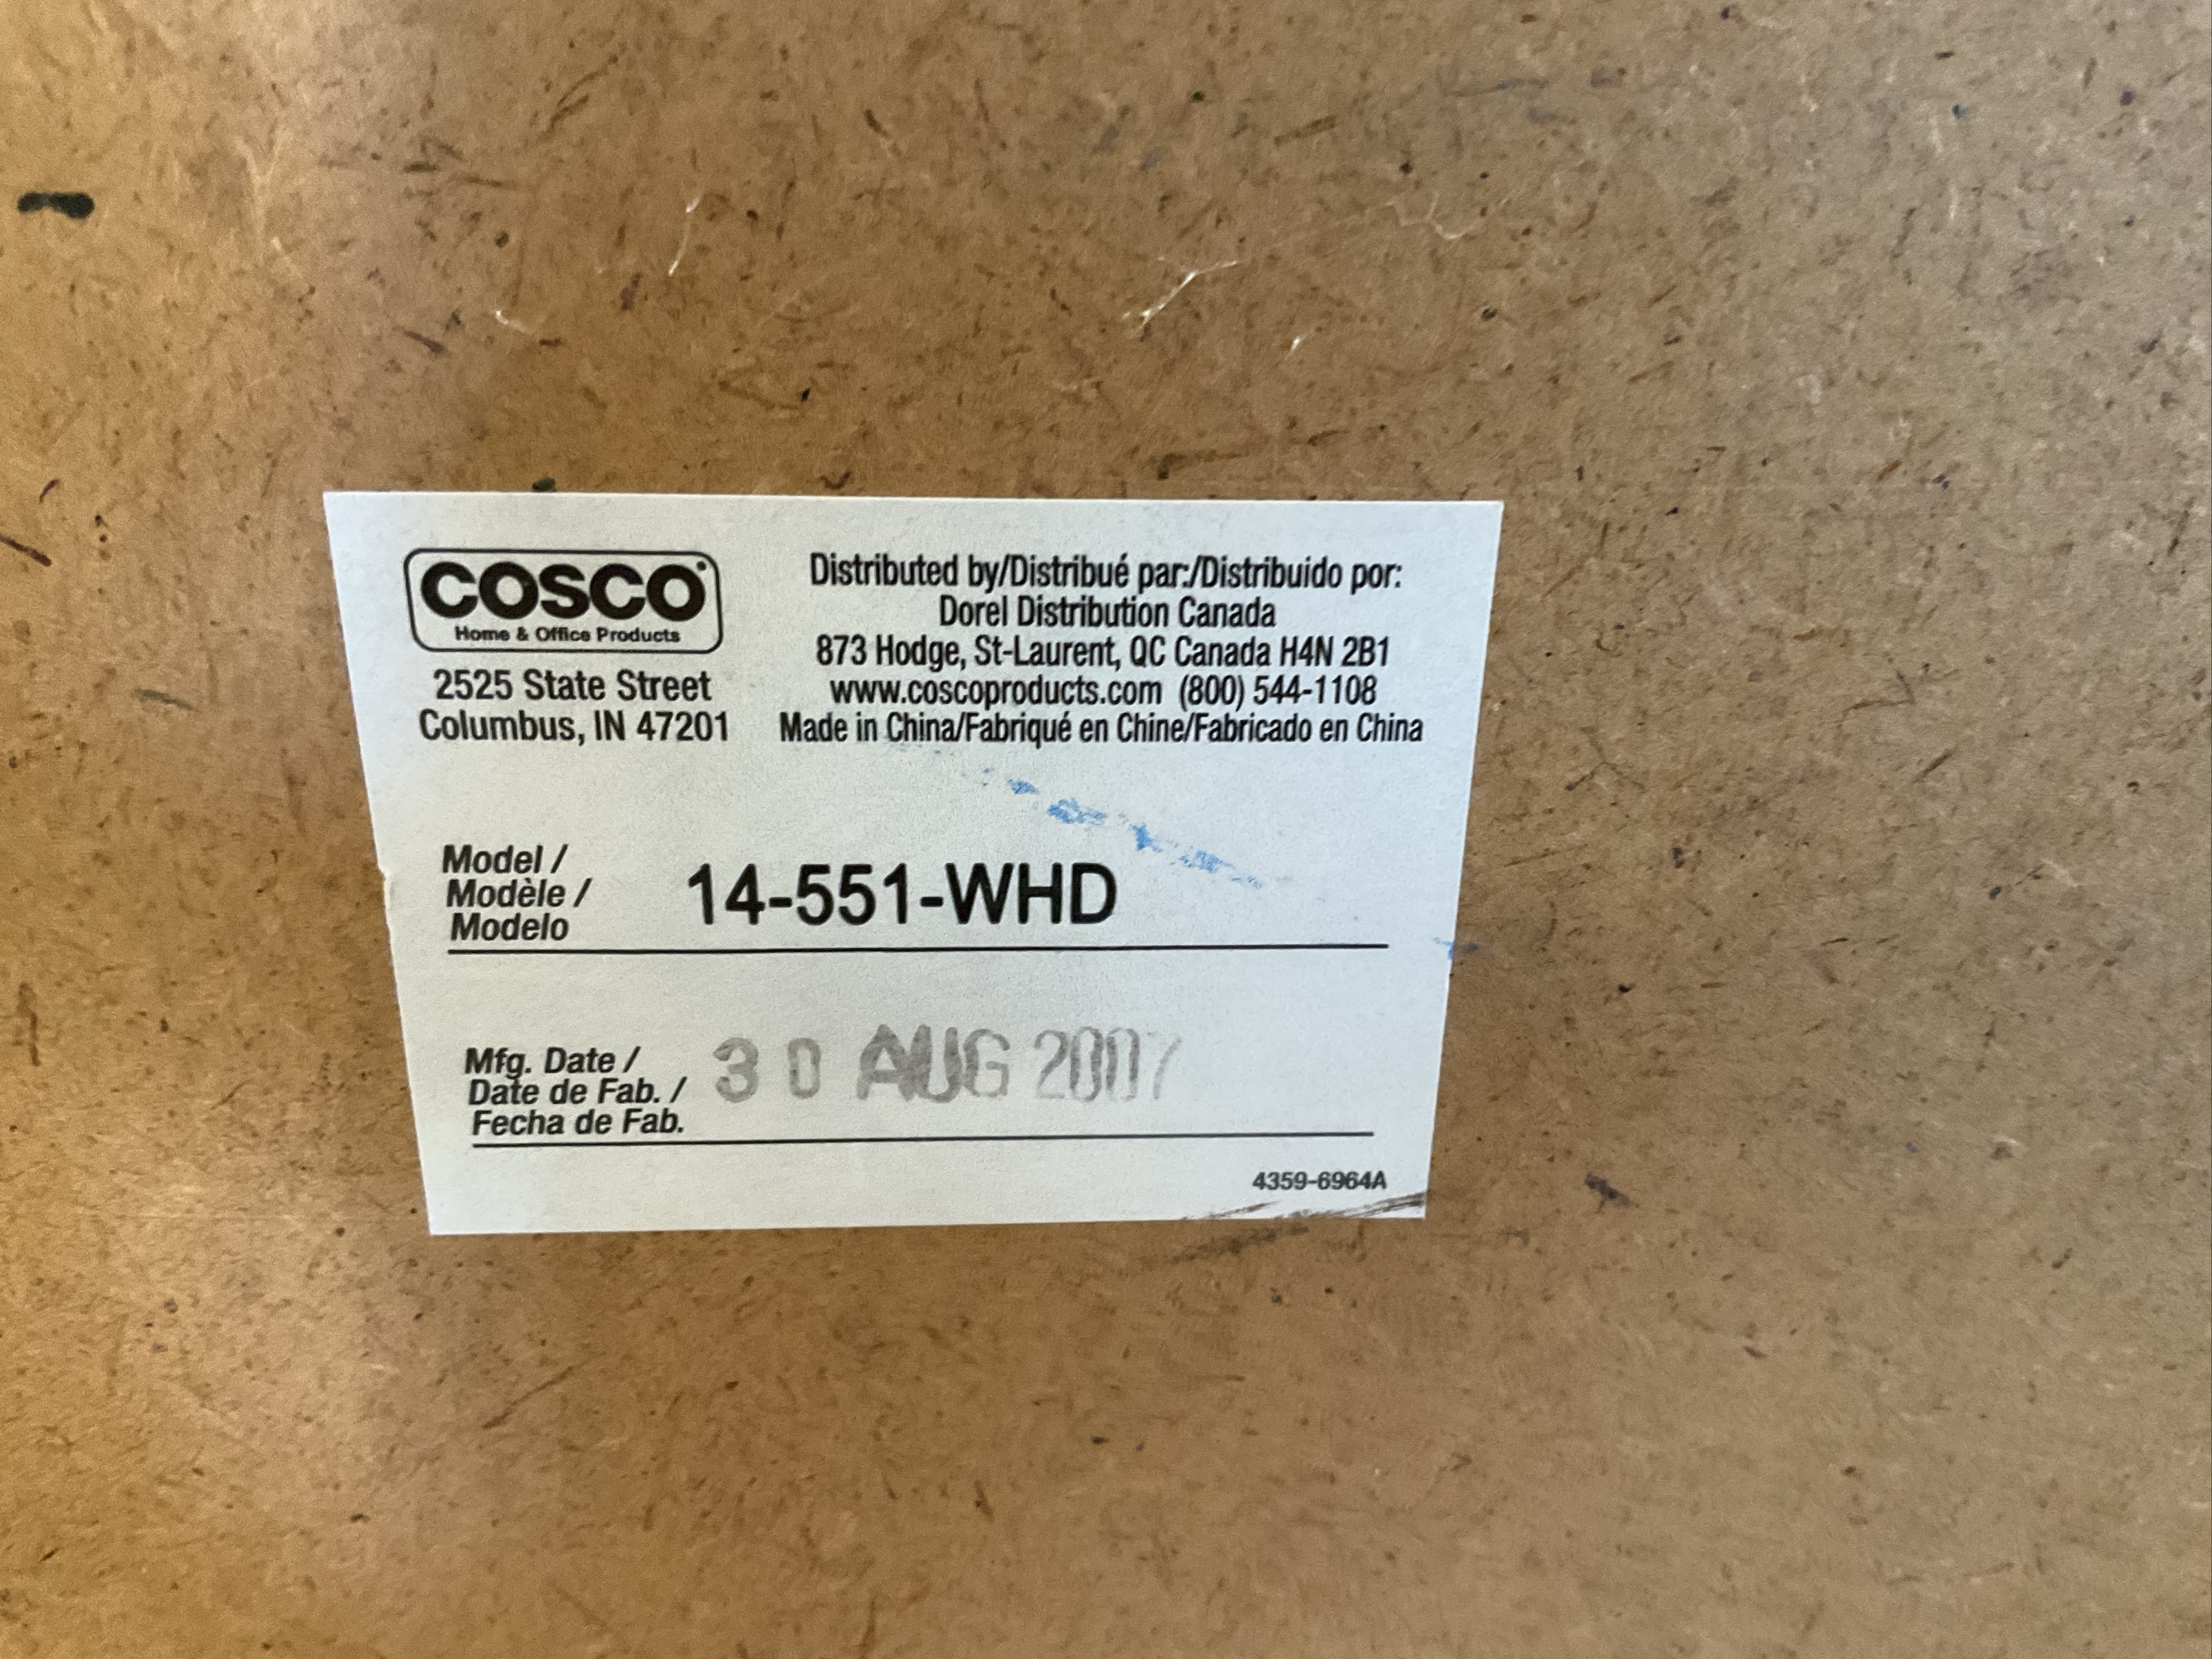 COSCO
Home & Office Products
2525 State Street
Columbus, IN 47201
Distributed by/Distribué par:/Distribuido por:
Dorel Distribution Canada
873 Hodge, St-Laurent, QC Canada H4N 2B1
www.coscoproducts.com (800) 544-1108
Made in China/Fabriqué en Chine/Fabricado en China
Model /
Modèle /
Modelo
14-551-WHD
Mfg. Date /
Date de Fab. /
Fecha de Fab.
30 AUG 2007
4359-6964A